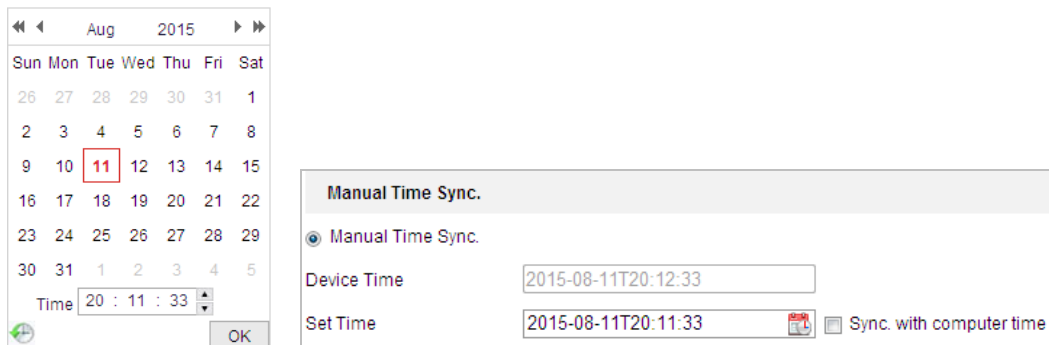 Aug 2015
Sun Mon Tue Wed Thu Fri Sat
26 27 28 29 30 31 1
2 3 4 5 6 7 8
9 10 11 12 13 14 15
16 17 18 19 20 21 22
23 24 25 26 27 28 29
30 31 1 2 3 4 5
Time 20 : 11 : 33
OK
Manual Time Sync.
Manual Time Sync.
Device Time 2015-08-11T20:12:33
Set Time 2015-08-11T20:11:33 Sync. with computer time